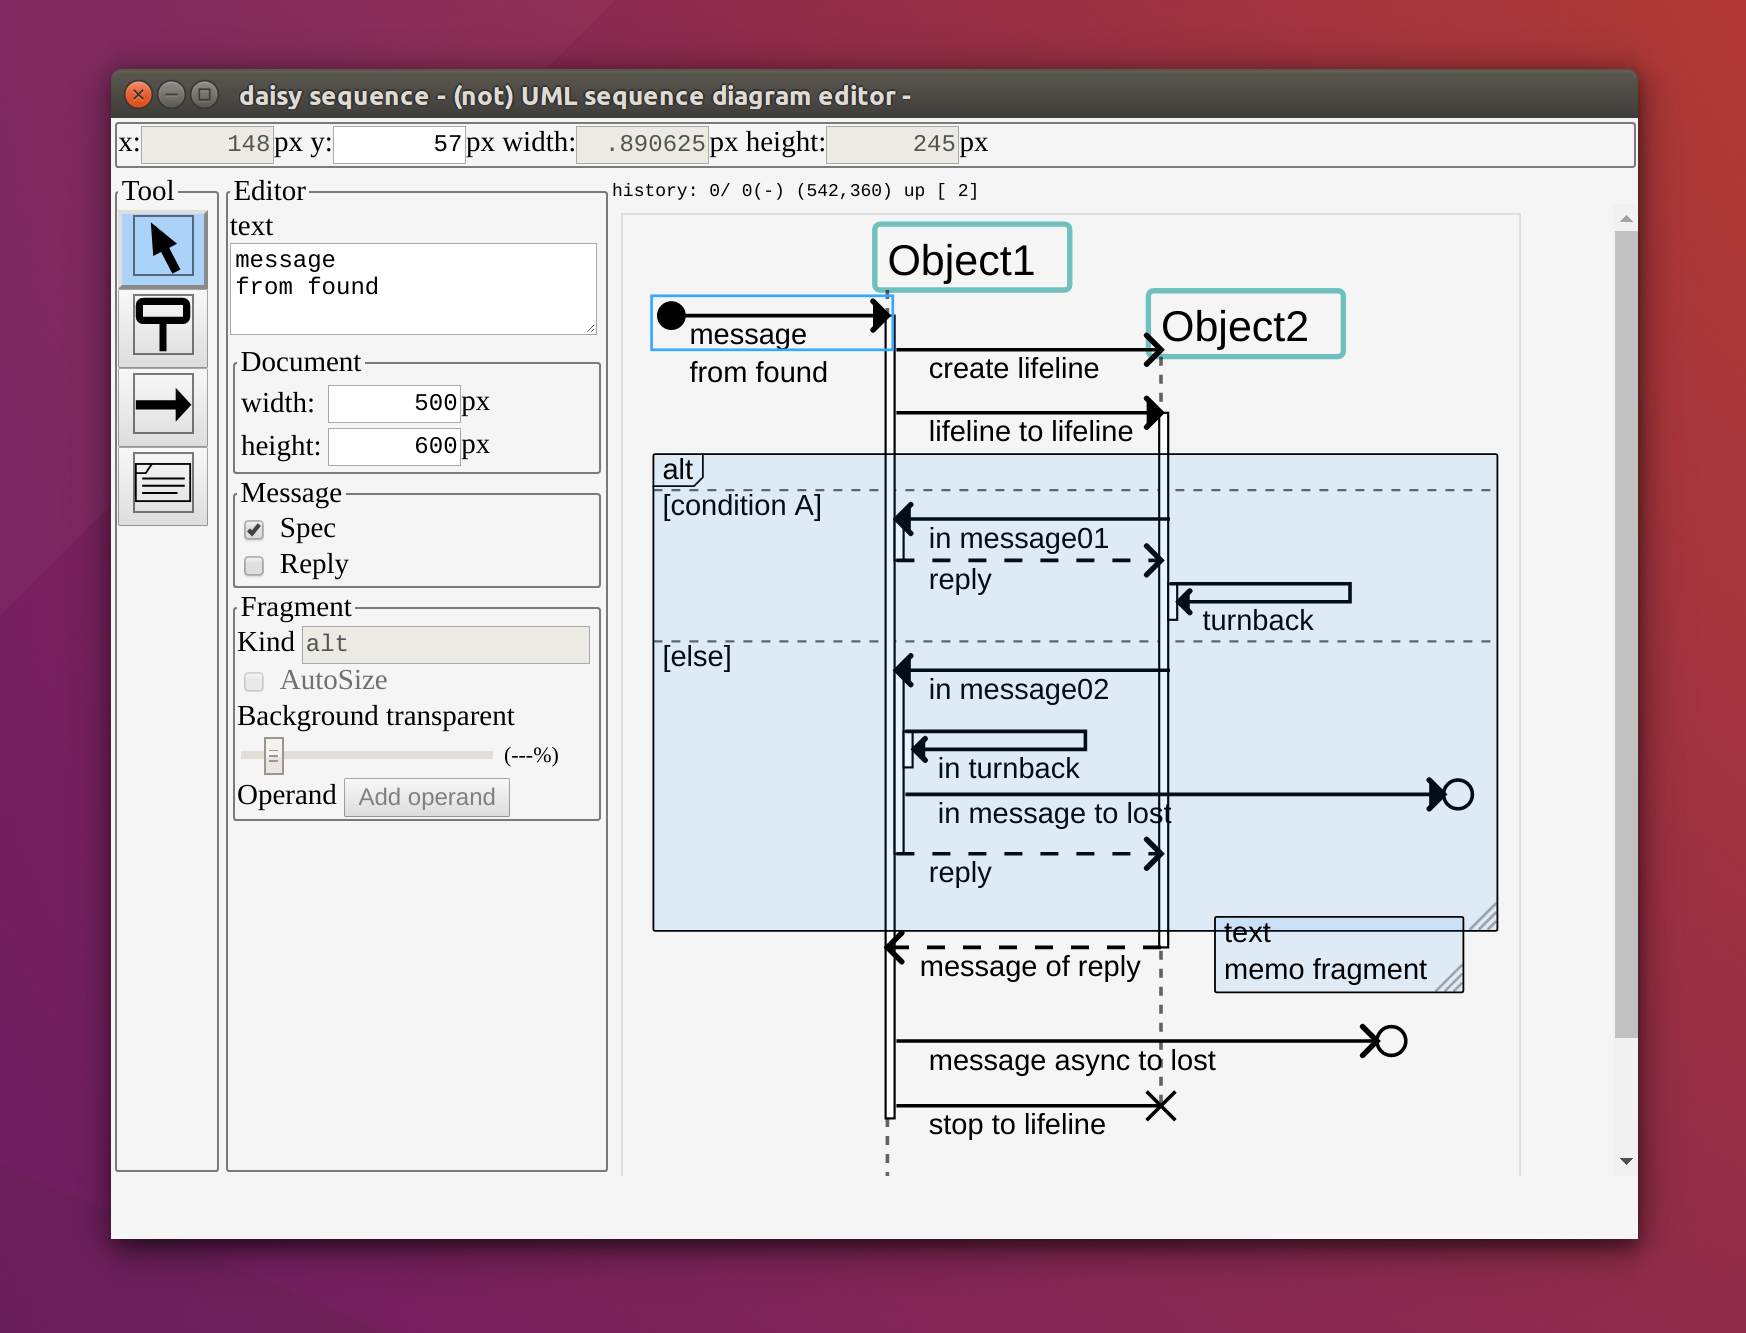 daisy sequence - (not) UML sequence diagram editor -
x: 148 px y: 57 px width: .890625 px height: 245 px
Tool
Editor
text
message
from found
Document
width: 500 px
height: 600 px
Message
Spec
Reply
Fragment
Kind alt
AutoSize
Background transparent
(---%)
Operand Add operand
history: 0/ 0(-) (542,360) up [ 2]
Object1
Object2
message
from found
create lifeline
lifeline to lifeline
alt
[condition A]
in message01
reply
turnback
[else]
in message02
in turnback
in message to lost
reply
text
memo fragment
message of reply
message async to lost
stop to lifeline